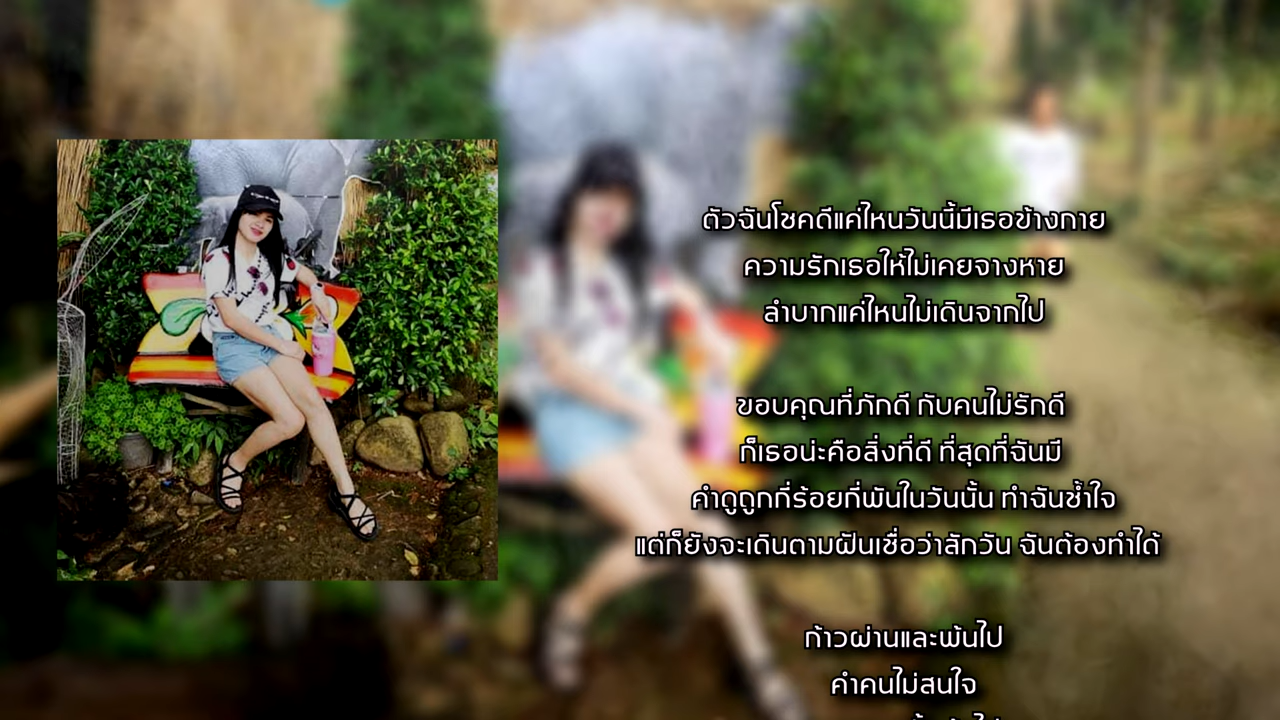 ตัวฉันโชคดีแค่ไหนวันนี้มีเธอข้างกาย
ความรักเธอให้ไม่เคยจางหาย
ลำบากแค่ไหนไม่เดินจากไป
ขอบคุณที่ภักดี กับคนไม่รักดี
ก็เธอน่ะคือสิ่งที่ดี ที่สุดที่ฉันมี
คำดูถูกกี่ร้อยกี่พันในวันนั้น ทำฉันช้ำใจ
แต่ก็ยังจะเดินตามฝันเชื่อว่าสักวัน ฉันต้องทำได้
ก้าวผ่านและพ้นไป
คำคนไม่สนใจ